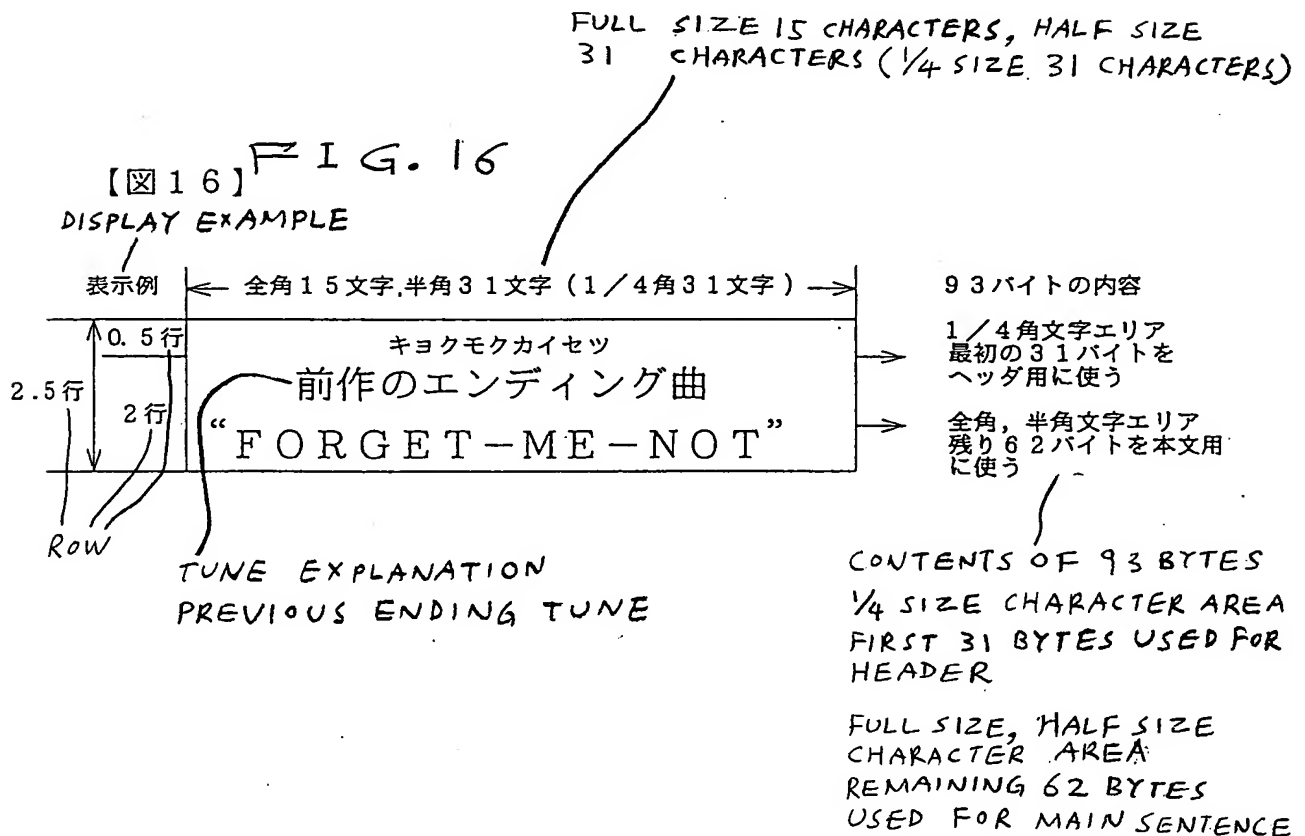 FULL SIZE 15 CHARACTERS, HALF SIZE
31 CHARACTERS (1/4 SIZE 31 CHARACTERS)
【図16】FIG. 16
DISPLAY EXAMPLE
表示例
全角15文字,半角31文字(1/4角31文字)
93バイトの内容
2.5行
0.5行
2行
キョクモクカイセツ
前作のエンディング曲
“FORGET-ME-NOT”
1/4角文字エリア
最初の31バイトを
ヘッダ用に使う
全角,半角文字エリア
残り62バイトを本文用
に使う
ROW
TUNE EXPLANATION
PREVIOUS ENDING TUNE
CONTENTS OF 93 BYTES
1/4 SIZE CHARACTER AREA
FIRST 31 BYTES USED FOR
HEADER
FULL SIZE, HALF SIZE
CHARACTER AREA
REMAINING 62 BYTES
USED FOR MAIN SENTENCE